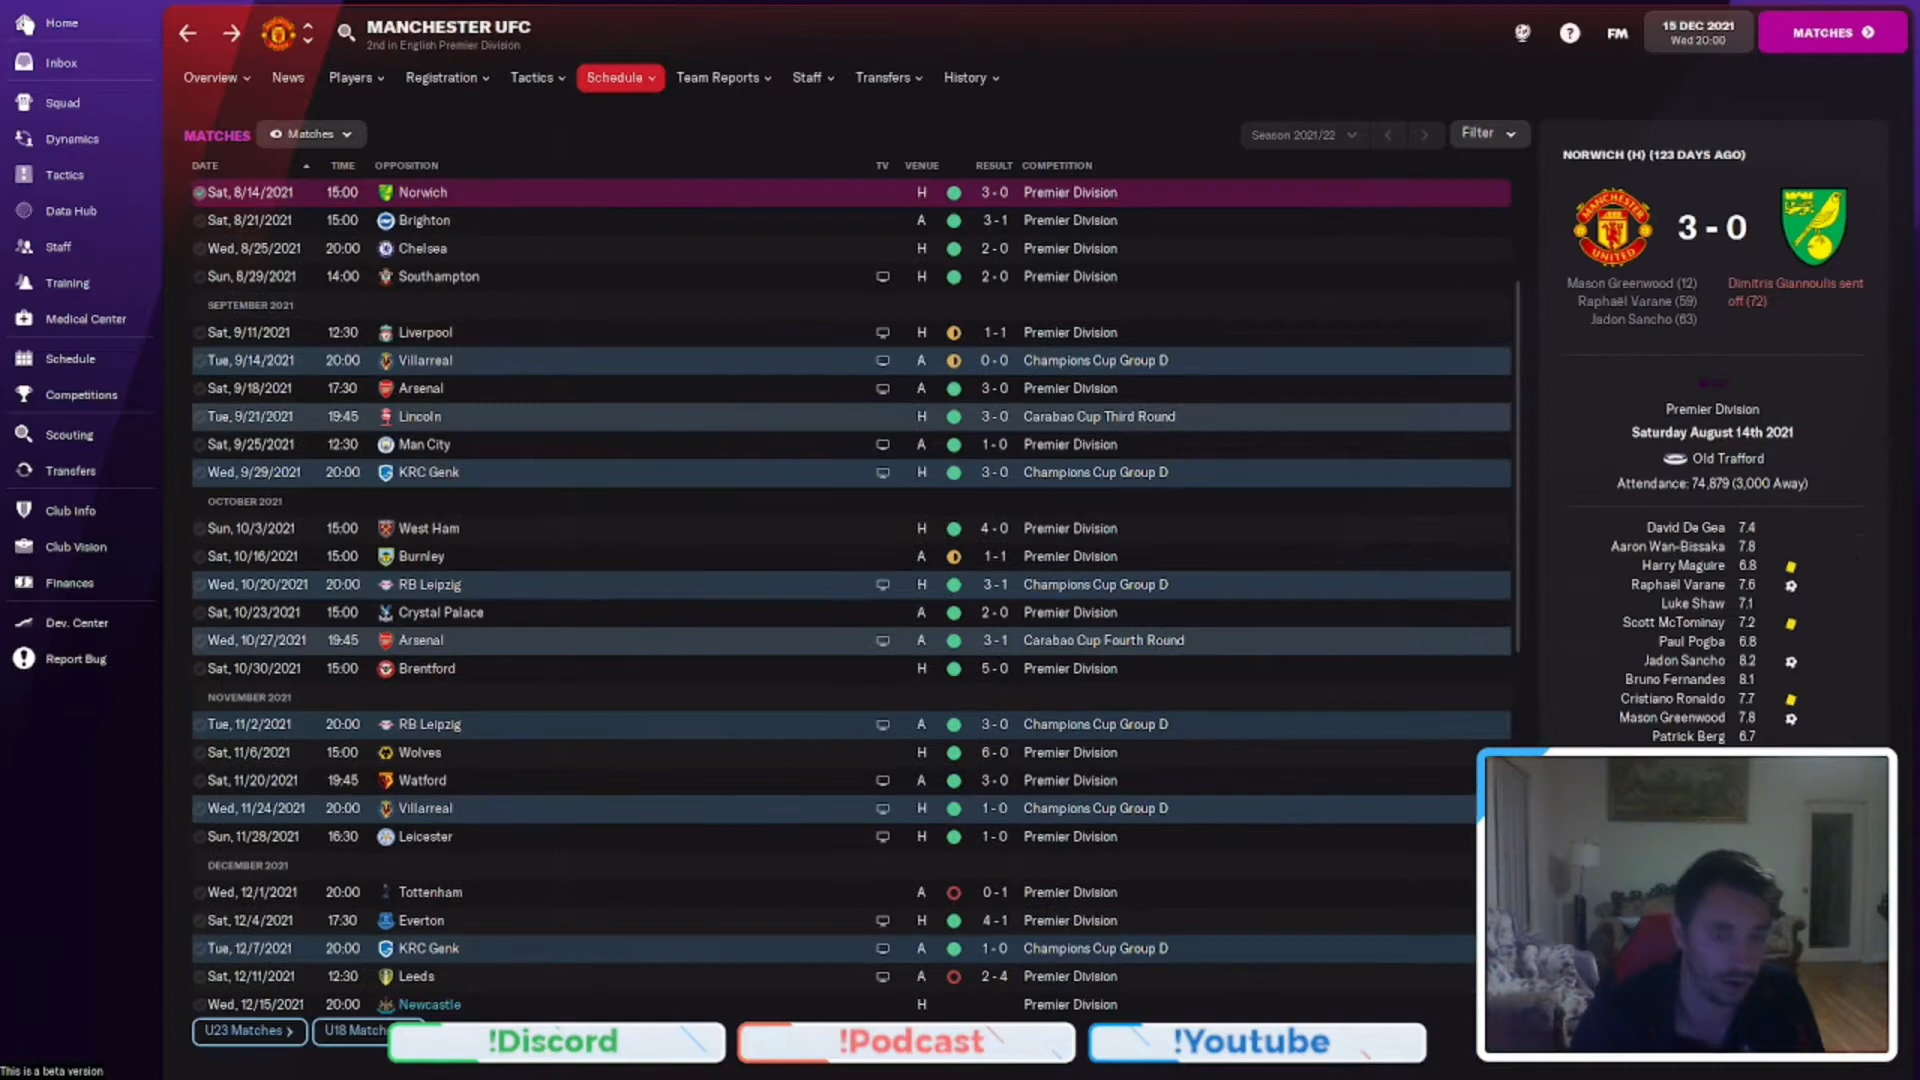 Home
Inbox
Squad
Dynamics
Tactics
Data Hub
Staff
Training
Medical Center
Schedule
Competitions
Scouting
Transfers
Club Info
Club Vision
Finances
Dev. Center
Report Bug
This is a beta version
MANCHESTER UFC
2nd in English Premier Division
FM
15 DEC 2021
Wed 20:00
MATCHES
Overview News Players Registration Tactics Schedule Team Reports Staff Transfers History
MATCHES Matches Season 2021/22 Filter
DATE TIME OPPOSITION TV VENUE RESULT COMPETITION
Sat, 8/14/2021 15:00 Norwich H 3 - 0 Premier Division
Sat, 8/21/2021 15:00 Brighton A 3 - 1 Premier Division
Wed, 8/25/2021 20:00 Chelsea H 2 - 0 Premier Division
Sun, 8/29/2021 14:00 Southampton H 2 - 0 Premier Division
SEPTEMBER 2021
Sat, 9/11/2021 12:30 Liverpool H 1 - 1 Premier Division
Tue, 9/14/2021 20:00 Villarreal A 0 - 0 Champions Cup Group D
Sat, 9/18/2021 17:30 Arsenal A 3 - 0 Premier Division
Tue, 9/21/2021 19:45 Lincoln H 3 - 0 Carabao Cup Third Round
Sat, 9/25/2021 12:30 Man City A 1 - 0 Premier Division
Wed, 9/29/2021 20:00 KRC Genk H 3 - 0 Champions Cup Group D
OCTOBER 2021
Sun, 10/3/2021 15:00 West Ham H 4 - 0 Premier Division
Sat, 10/16/2021 15:00 Burnley A 1 - 1 Premier Division
Wed, 10/20/2021 20:00 RB Leipzig H 3 - 1 Champions Cup Group D
Sat, 10/23/2021 15:00 Crystal Palace A 2 - 0 Premier Division
Wed, 10/27/2021 19:45 Arsenal A 3 - 1 Carabao Cup Fourth Round
Sat, 10/30/2021 15:00 Brentford H 5 - 0 Premier Division
NOVEMBER 2021
Tue, 11/2/2021 20:00 RB Leipzig A 3 - 0 Champions Cup Group D
Sat, 11/6/2021 15:00 Wolves H 6 - 0 Premier Division
Sat, 11/20/2021 19:45 Watford A 3 - 0 Premier Division
Wed, 11/24/2021 20:00 Villarreal H 1 - 0 Champions Cup Group D
Sun, 11/28/2021 16:30 Leicester H 1 - 0 Premier Division
DECEMBER 2021
Wed, 12/1/2021 20:00 Tottenham A 0 - 1 Premier Division
Sat, 12/4/2021 17:30 Everton H 4 - 1 Premier Division
Tue, 12/7/2021 20:00 KRC Genk A 1 - 0 Champions Cup Group D
Sat, 12/11/2021 12:30 Leeds A 2 - 4 Premier Division
Wed, 12/15/2021 20:00 Newcastle H Premier Division
U23 Matches U18 Match
!Discord !Podcast !Youtube
NORWICH (H) (123 DAYS AGO)
MANCHESTER
UNITED
3 - 0
Mason Greenwood (12)
Raphaël Varane (59)
Jadon Sancho (63)
Dimitris Giannoulis sent
off (72)
Premier Division
Saturday August 14th 2021
Old Trafford
Attendance: 74,879 (3,000 Away)
David De Gea 7.4
Aaron Wan-Bissaka 7.8
Harry Maguire 6.8
Raphaël Varane 7.6
Luke Shaw 7.1
Scott McTominay 7.2
Paul Pogba 6.8
Jadon Sancho 8.2
Bruno Fernandes 8.1
Cristiano Ronaldo 7.7
Mason Greenwood 7.8
Patrick Berg 6.7